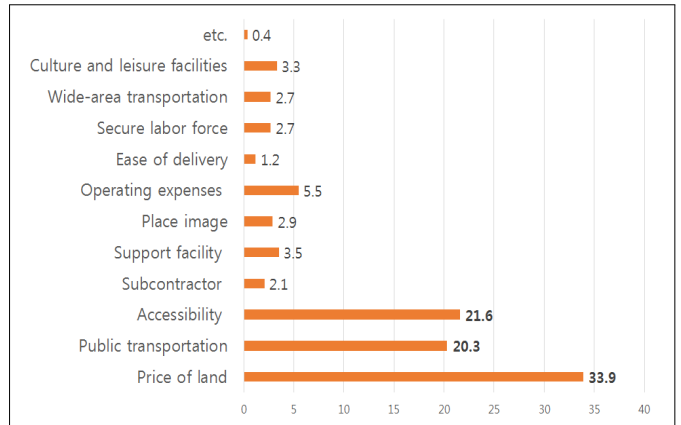 etc. 0.4
Culture and leisure facilities 3.3
Wide-area transportation 2.7
Secure labor force 2.7
Ease of delivery 1.2
Operating expenses 5.5
Place image 2.9
Support facility 3.5
Subcontractor 2.1
Accessibility 21.6
Public transportation 20.3
Price of land 33.9
0 5 10 15 20 25 30 35 40